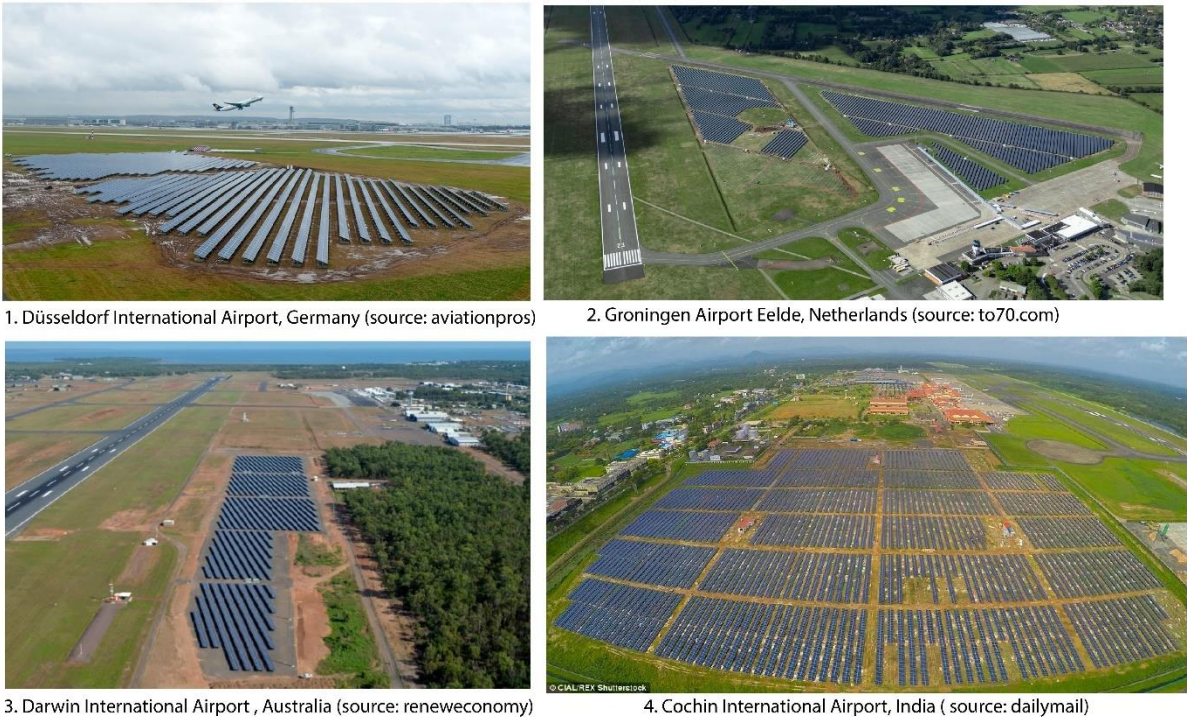 1. Düsseldorf International Airport, Germany (source: aviationpros)
2. Groningen Airport Eelde, Netherlands (source: to70.com)
© CIAL/REX Shutterstock
3. Darwin International Airport , Australia (source: reneweconomy)
4. Cochin International Airport, India ( source: dailymail)